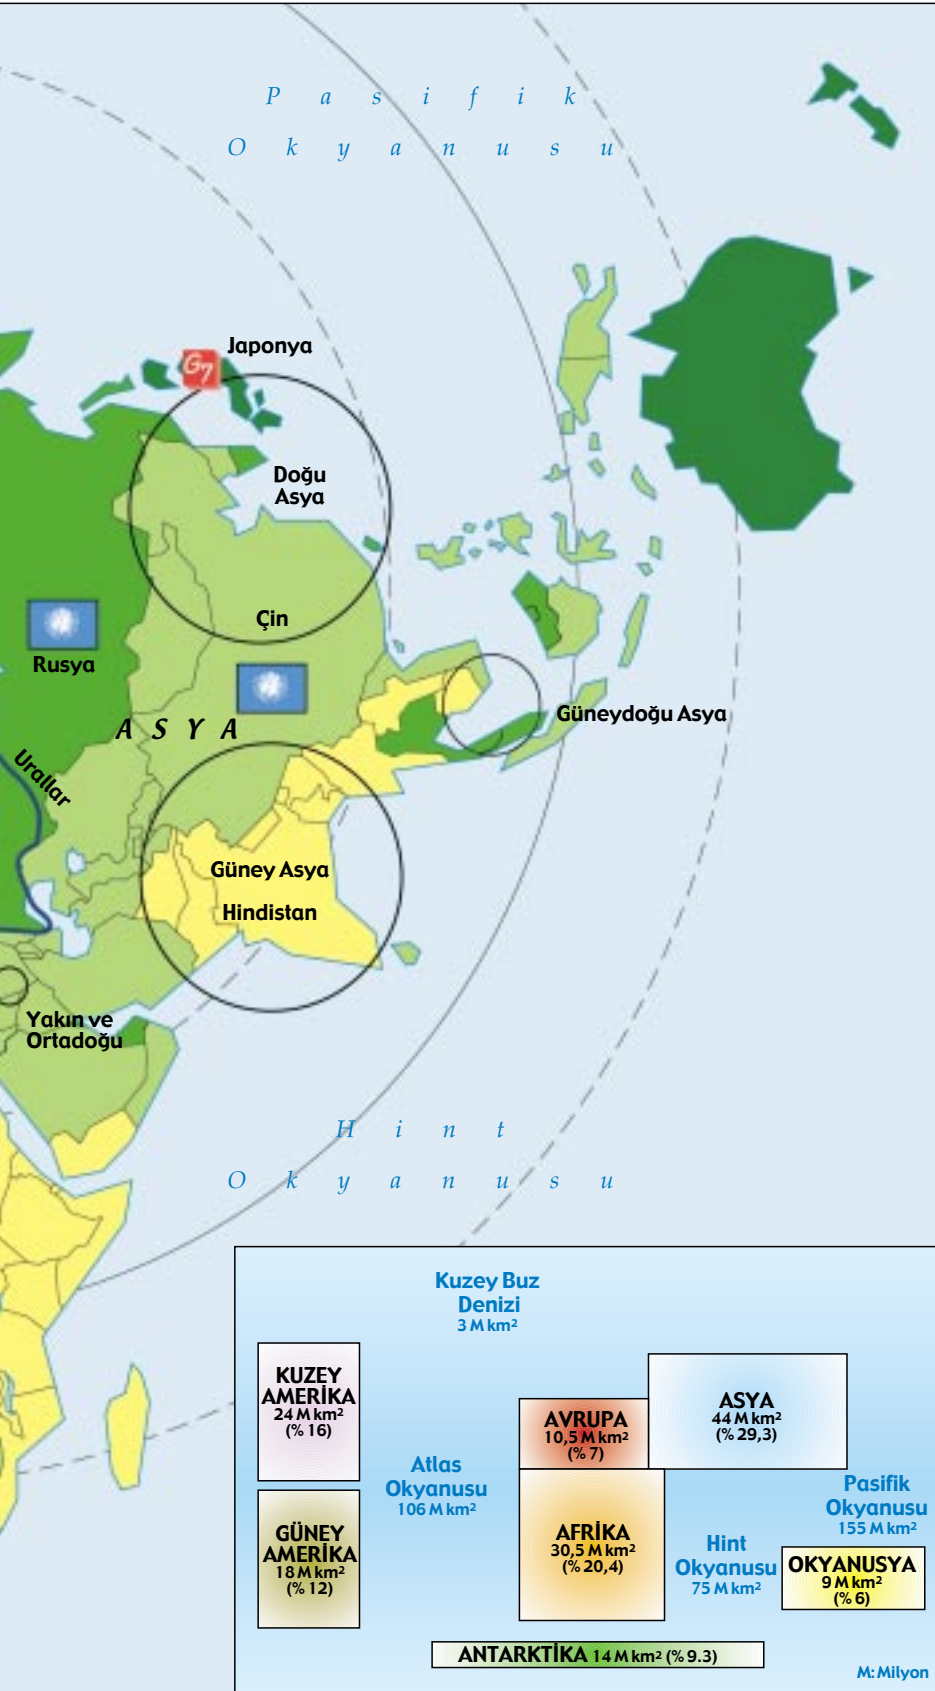 P a s i f i k
O k y a n u s u
Japonya
G7
Doğu
Asya
Çin
Rusya
A S Y A
Güneydoğu Asya
Urallar
Güney Asya
Hindistan
Yakın ve
Ortadoğu
H i n t
O k y a n u s u
Kuzey Buz
Denizi
3 M km²
KUZEY
AMERİKA
24 M km²
(% 16)
ASYA
44 M km²
(% 29,3)
AVRUPA
10,5 M km²
(% 7)
Atlas
Okyanusu
106 M km²
Pasifik
Okyanusu
155 M km²
GÜNEY
AMERİKA
18 M km²
(% 12)
AFRİKA
30,5 M km²
(% 20,4)
Hint
Okyanusu
75 M km²
OKYANUSYA
9 M km²
(% 6)
ANTARKTİKA 14 M km² (% 9.3)
M: Milyon